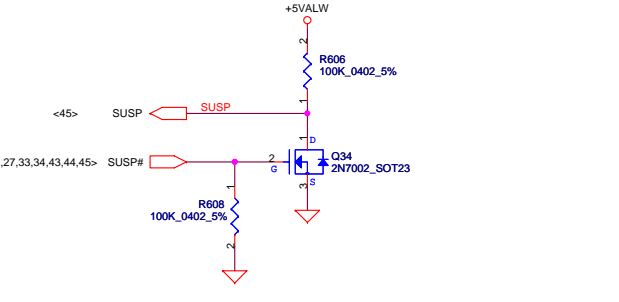 +5VALW
2
R606
100K_0402_5%
1
<45> SUSP SUSP
1 D
,27,33,34,43,44,45> SUSP# 2 G Q34
2N7002_SOT23
S
3
1
R608
100K_0402_5%
2